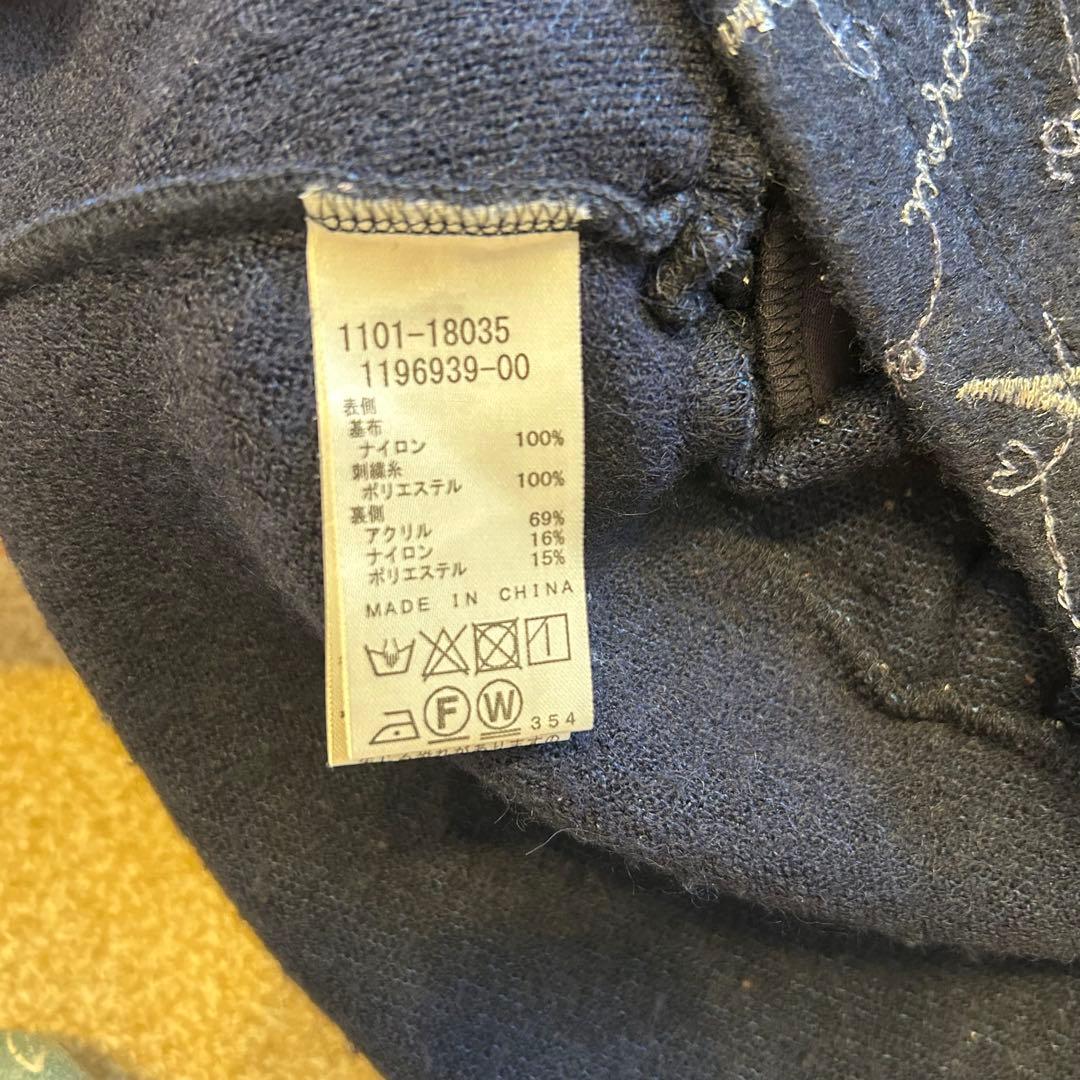 1101-18035
1196939-00
表側
基布
ナイロン 100%
刺繍糸
ポリエステル 100%
裏側
アクリル 69%
ナイロン 16%
ポリエステル 15%
MADE IN CHINA
F W 354